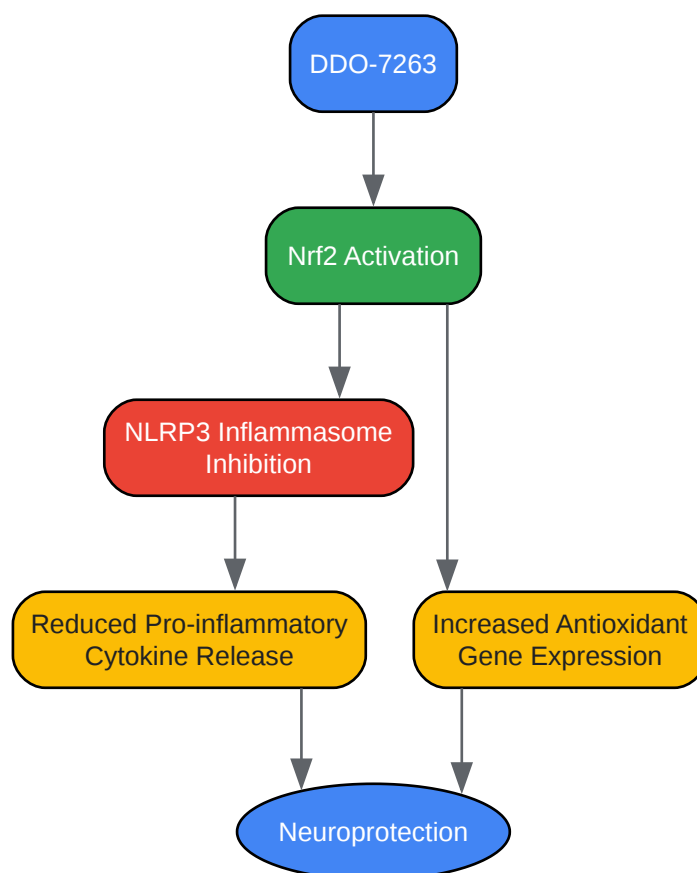 DDO-7263
Nrf2 Activation
NLRP3 Inflammasome
Inhibition
Reduced Pro-inflammatory
Cytokine Release
Increased Antioxidant
Gene Expression
Neuroprotection